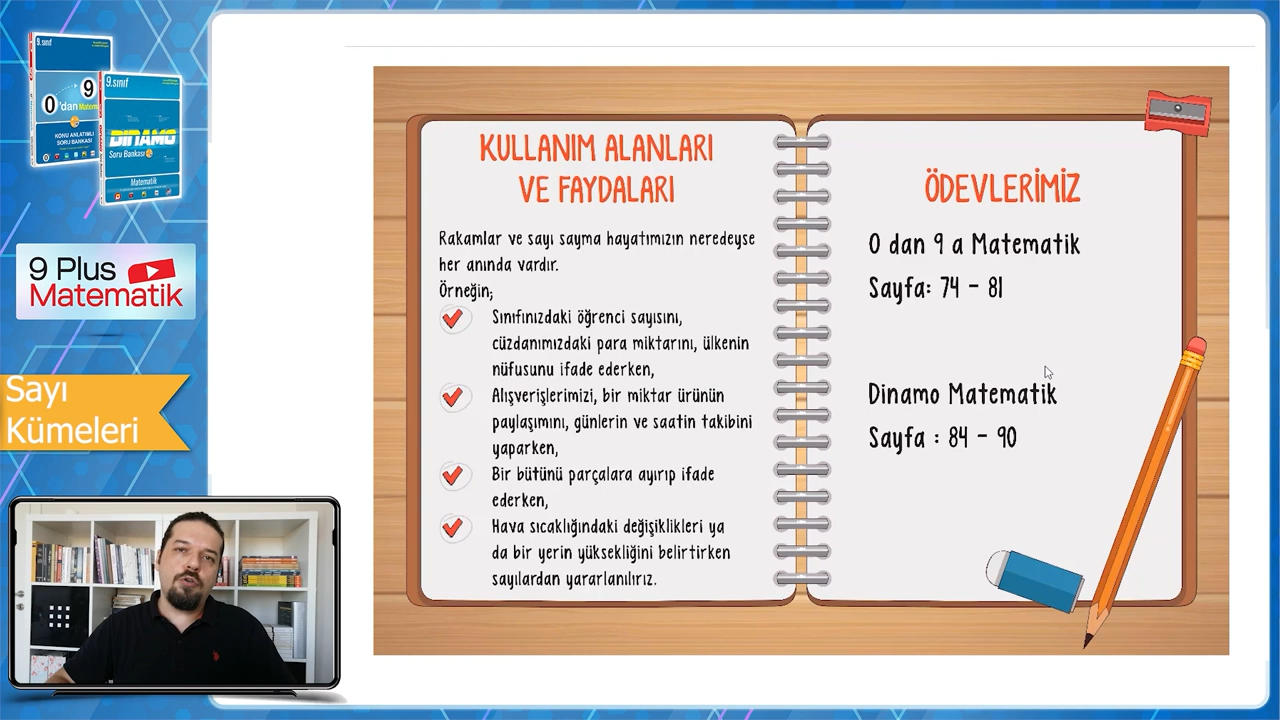 9.sınıf
0'dan 9 Matem
KONU ANLATIMLI
SORU BANKASI
9.sınıf
DİNAMO
Soru Bankası
Matematik
9 Plus
Matematik
Sayı
Kümeleri
KULLANIM ALANLARI
VE FAYDALARI
Rakamlar ve sayı sayma hayatımızın neredeyse
her anında vardır.
Örneğin;
Sınıfınızdaki öğrenci sayısını,
cüzdanımızdaki para miktarını, ülkenin
nüfusunu ifade ederken,
Alışverişlerimizi, bir miktar ürünün
paylaşımını, günlerin ve saatin takibini
yaparken,
Bir bütünü parçalara ayırıp ifade
ederken,
Hava sıcaklığındaki değişiklikleri ya
da bir yerin yüksekliğini belirtirken
sayılardan yararlanılırız.
ÖDEVLERİMİZ
0 dan 9 a Matematik
Sayfa: 74 - 81
Dinamo Matematik
Sayfa : 84 - 90